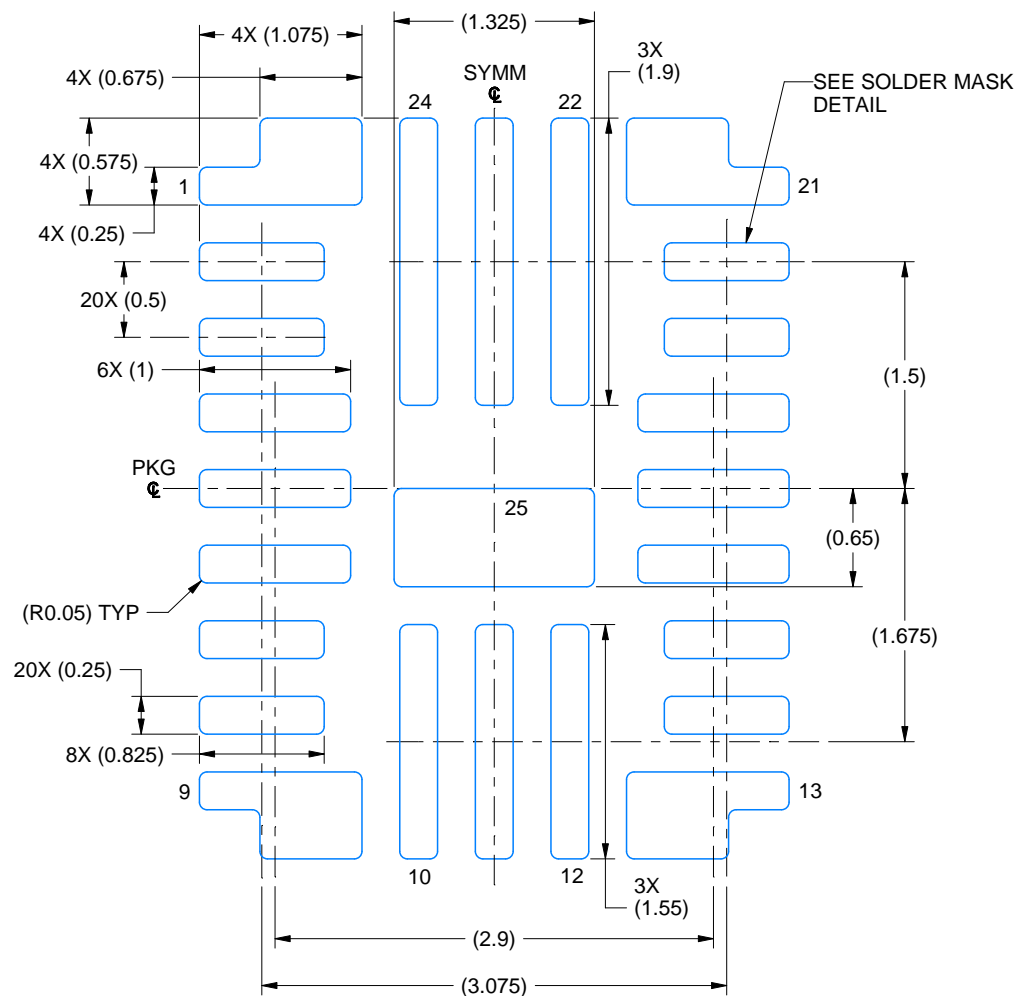 (1.325)
4X (1.075)
3X
(1.9)
4X (0.675)
SYMM
℄
SEE SOLDER MASK
DETAIL
24
22
4X (0.575)
1
21
4X (0.25)
20X (0.5)
6X (1)
(1.5)
PKG
℄
25
(0.65)
(R0.05) TYP
(1.675)
20X (0.25)
8X (0.825)
9
13
10
12
3X
(1.55)
(2.9)
(3.075)